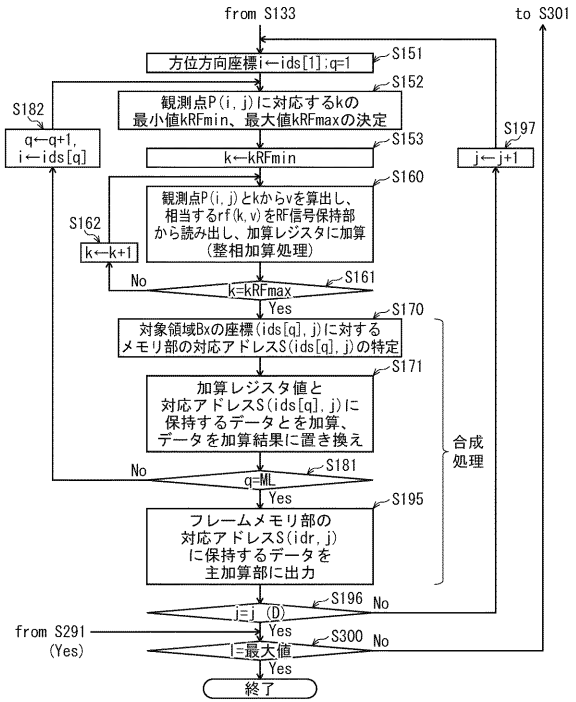 from S133
to S301
S151
方位方向座標i←ids[1];q=1
S152
観測点P(i,j)に対応するkの
最小値kRFmin、最大値kRFmaxの決定
S182
q←q+1,
i←ids[q]
S153
k←kRFmin
S197
j←j+1
S160
観測点P(i,j)とkからvを算出し、
相当するrf(k,v)をRF信号保持部
から読み出し、加算レジスタに加算
(整相加算処理)
S162
k←k+1
S161
No
k=kRFmax
Yes
S170
対象領域Bxの座標(ids[q],j)に対する
メモリ部の対応アドレスS(ids[q],j)の特定
S171
加算レジスタ値と
対応アドレスS(ids[q],j)に
保持するデータとを加算、
データを加算結果に置き換え
合成
処理
S181
No
q=ML
Yes
S195
フレームメモリ部の
対応アドレスS(idr,j)
に保持するデータを
主加算部に出力
S196
j=j (D)
No
Yes
from S291
(Yes)
S300
l=最大値
No
Yes
終了